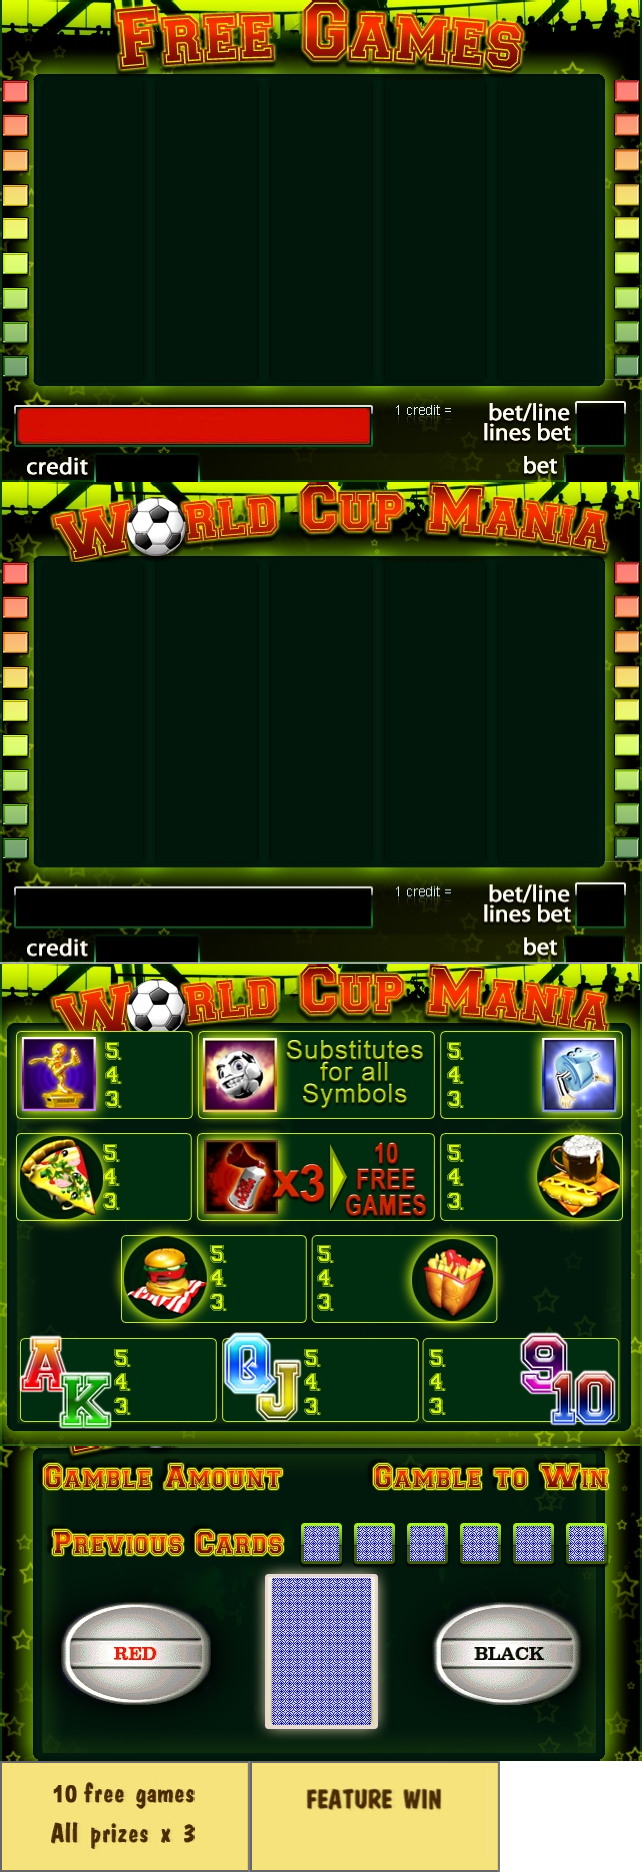 FREE GAMES
1 credit =
bet/line
lines bet
credit
bet
WORLD CUP MANIA
1 credit =
bet/line
lines bet
credit
bet
WORLD CUP MANIA
5.
4.
3.
Substitutes
for all
Symbols
5.
4.
3.
5.
4.
3.
x3
10
FREE
GAMES
5.
4.
3.
5.
4.
3.
5.
4.
3.
A
K
5.
4.
3.
Q
J
5.
4.
3.
5.
4.
3.
9
10
GAMBLE AMOUNT
GAMBLE TO WIN
PREVIOUS CARDS
RED
BLACK
10 free games
All prizes x 3
FEATURE WIN